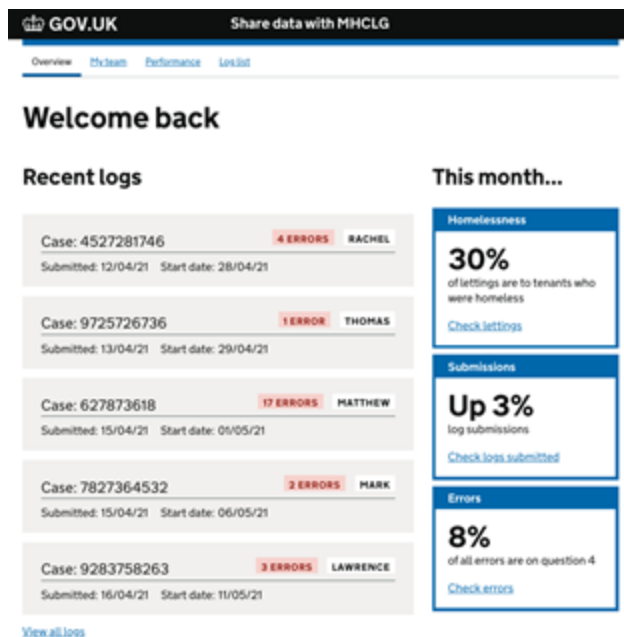 GOV.UK
Share data with MHCLG
Overview My team Performance Log list
Welcome back
Recent logs
Case: 4527281746 4 ERRORS RACHEL
Submitted: 12/04/21 Start date: 28/04/21
Case: 9725726736 1 ERROR THOMAS
Submitted: 13/04/21 Start date: 29/04/21
Case: 627873618 17 ERRORS MATTHEW
Submitted: 15/04/21 Start date: 01/05/21
Case: 7827364532 2 ERRORS MARK
Submitted: 15/04/21 Start date: 06/05/21
Case: 9283758263 3 ERRORS LAWRENCE
Submitted: 16/04/21 Start date: 11/05/21
View all logs
This month...
Homelessness
30%
of lettings are to tenants who
were homeless
Check lettings
Submissions
Up 3%
log submissions
Check logs submitted
Errors
8%
of all errors are on question 4
Check errors